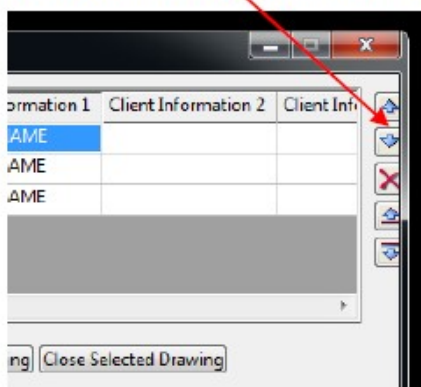 ormation 1 Client Information 2 Client Inf
AME
AME
AME
ng Close Selected Drawing